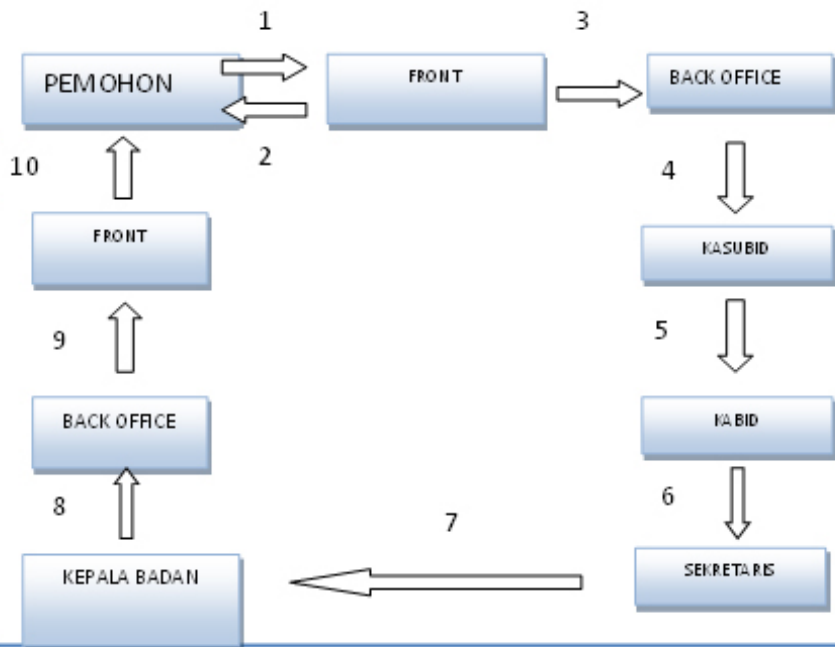 1
3
PEMOHON
FRONT
BACK OFFICE
2
10
4
FRONT
KASUBID
9
5
BACK OFFICE
KABID
8
7
6
KEPALA BADAN
SEKRETARIS